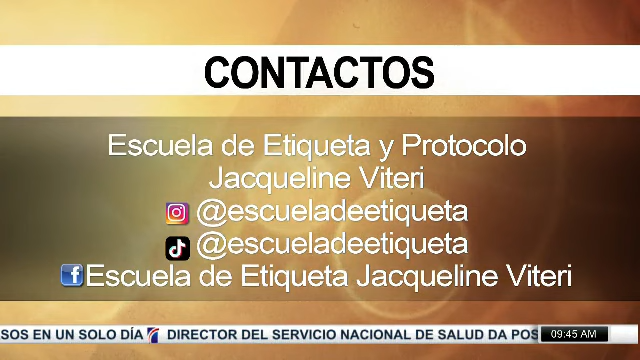 CONTACTOS
Escuela de Etiqueta y Protocolo
Jacqueline Viteri
@escueladeetiqueta
@escueladeetiqueta
Escuela de Etiqueta Jacqueline Viteri
SOS EN UN SOLO DÍA DIRECTOR DEL SERVICIO NACIONAL DE SALUD DA POS 09:45 AM